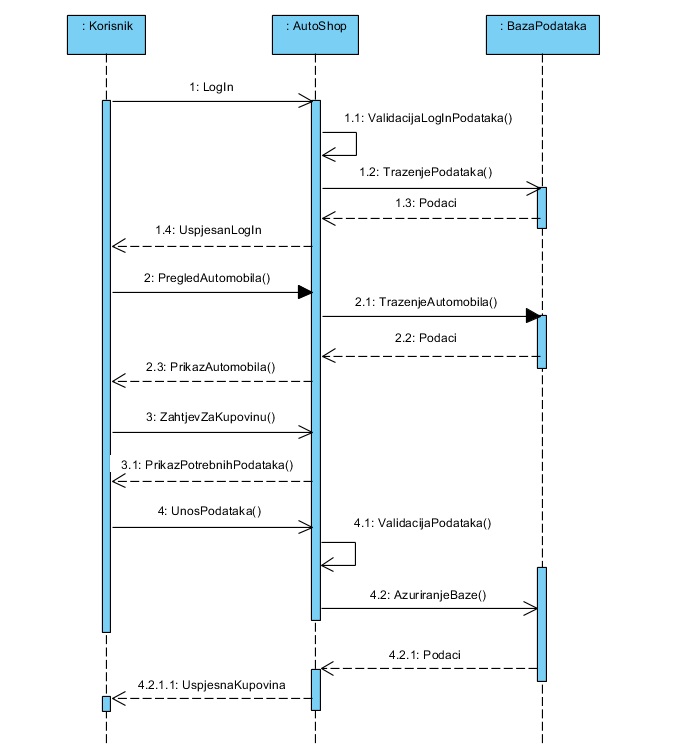 : Korisnik
: AutoShop
: BazaPodataka
1: LogIn
1.1: ValidacijaLogInPodataka()
1.2: TrazenjePodataka()
1.3: Podaci
1.4: UspjesanLogIn
2: PregledAutomobila()
2.1: TrazenjeAutomobila()
2.2: Podaci
2.3: PrikazAutomobila()
3: ZahtjevZaKupovinu()
3.1: PrikazPotrebnihPodataka()
4: UnosPodataka()
4.1: ValidacijaPodataka()
4.2: AzuriranjeBaze()
4.2.1: Podaci
4.2.1.1: UspjesnaKupovina